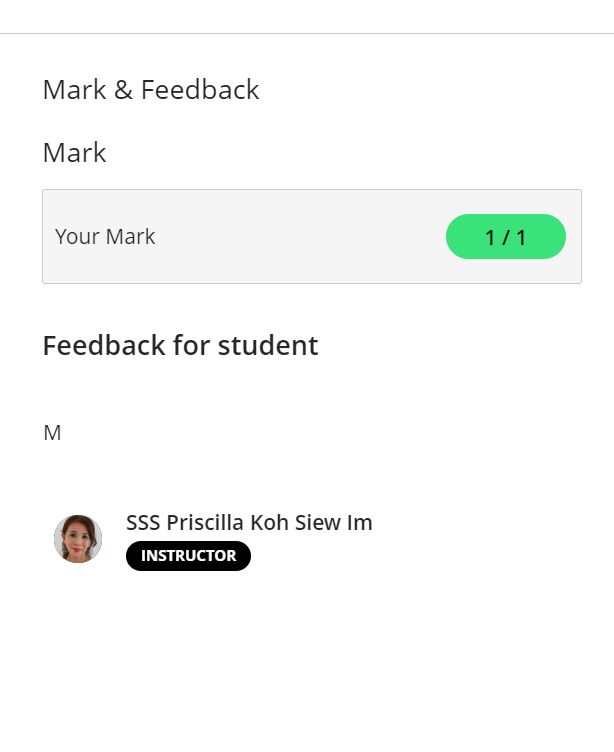 Mark & Feedback
Mark
Your Mark
1 / 1
Feedback for student
M
SSS Priscilla Koh Siew Im
INSTRUCTOR